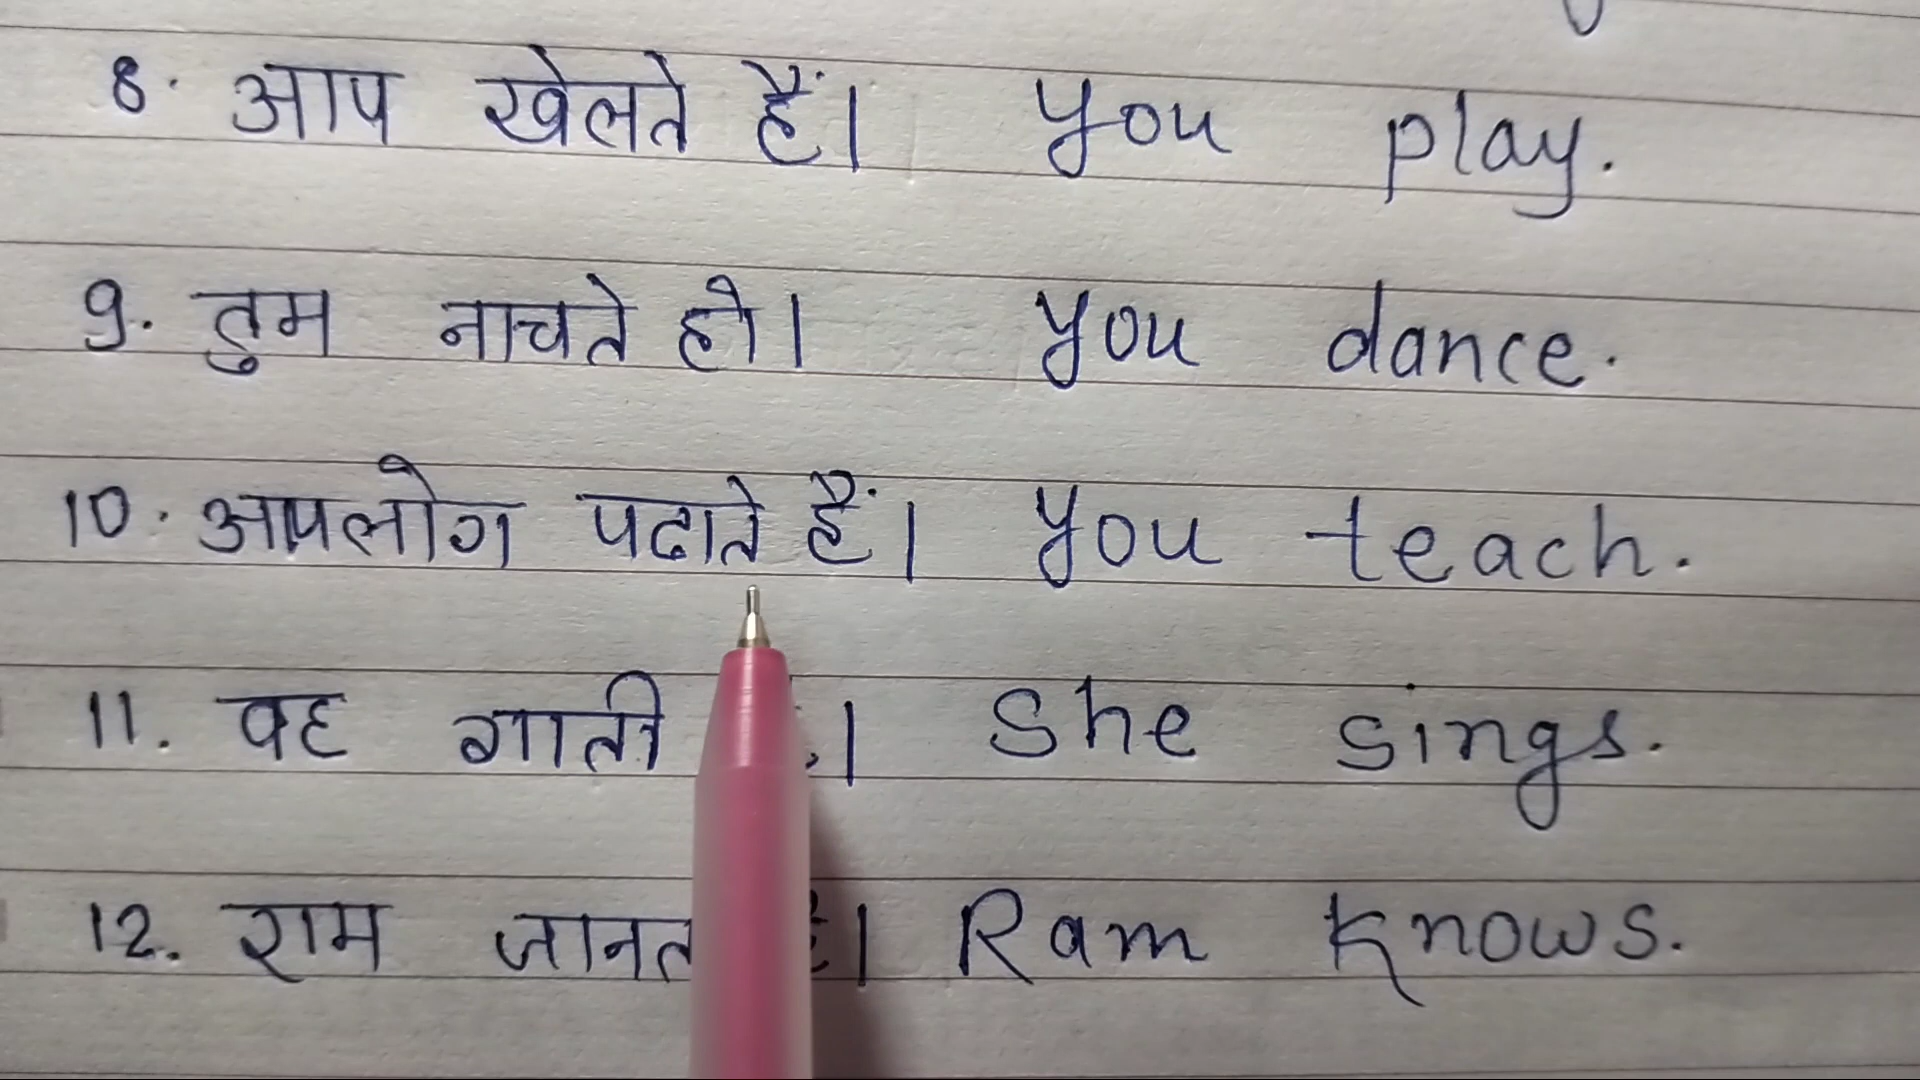 8. आप खेलते हैं। You play.
9. तुम नाचते हो। You dance.
10. आपलोग पढाते हैं। You teach.
11. वह गाती । She sings.
12. राम । Ram knows.